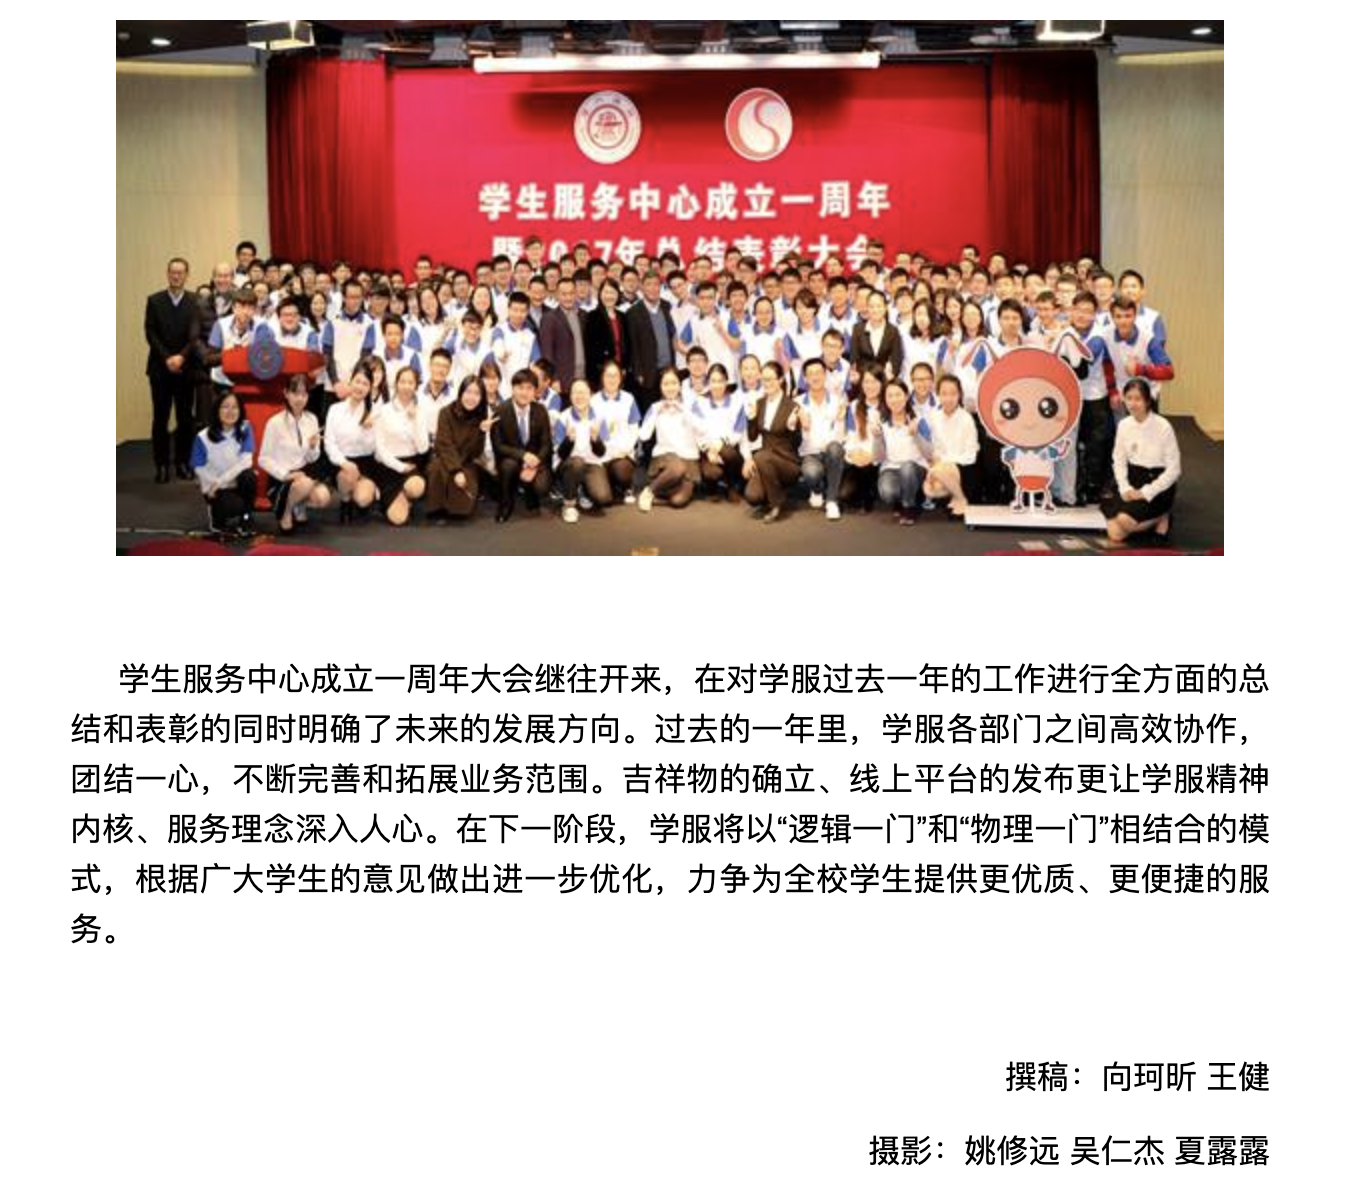 学生服务中心成立一周年
暨2017年总结表彰大会
学生服务中心成立一周年大会继往开来，在对学服过去一年的工作进行全方面的总
结和表彰的同时明确了未来的发展方向。过去的一年里，学服各部门之间高效协作，
团结一心，不断完善和拓展业务范围。吉祥物的确立、线上平台的发布更让学服精神
内核、服务理念深入人心。在下一阶段，学服将以“逻辑一门”和“物理一门”相结合的模
式，根据广大学生的意见做出进一步优化，力争为全校学生提供更优质、更便捷的服
务。
撰稿：向珂昕 王健
摄影：姚修远 吴仁杰 夏露露